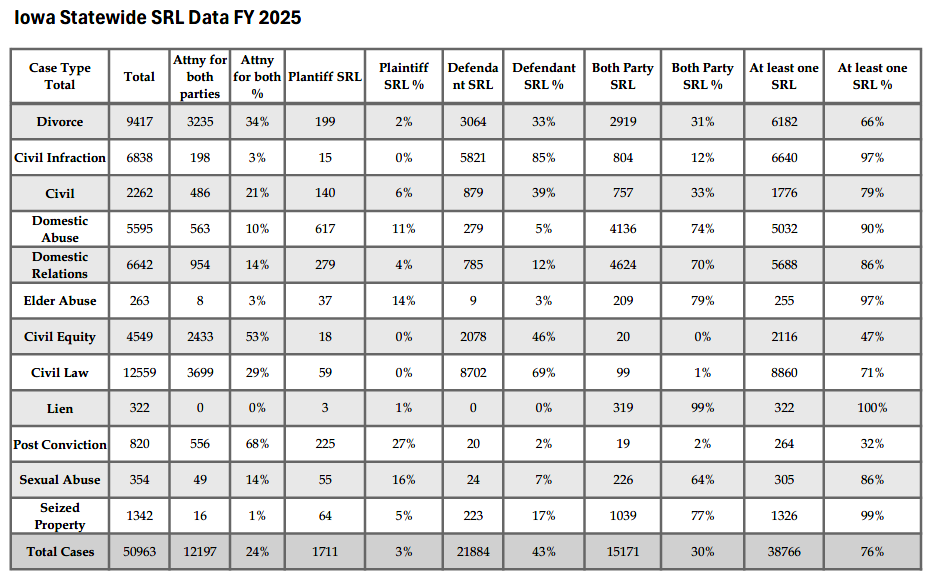 Iowa Statewide SRL Data FY 2025
Case Type Total | Total | Attny for both parties | Attny for both % | Plantiff SRL | Plaintiff SRL % | Defenda nt SRL | Defendant SRL % | Both Party SRL | Both Party SRL % | At least one SRL | At least one SRL %
Divorce | 9417 | 3235 | 34% | 199 | 2% | 3064 | 33% | 2919 | 31% | 6182 | 66%
Civil Infraction | 6838 | 198 | 3% | 15 | 0% | 5821 | 85% | 804 | 12% | 6640 | 97%
Civil | 2262 | 486 | 21% | 140 | 6% | 879 | 39% | 757 | 33% | 1776 | 79%
Domestic Abuse | 5595 | 563 | 10% | 617 | 11% | 279 | 5% | 4136 | 74% | 5032 | 90%
Domestic Relations | 6642 | 954 | 14% | 279 | 4% | 785 | 12% | 4624 | 70% | 5688 | 86%
Elder Abuse | 263 | 8 | 3% | 37 | 14% | 9 | 3% | 209 | 79% | 255 | 97%
Civil Equity | 4549 | 2433 | 53% | 18 | 0% | 2078 | 46% | 20 | 0% | 2116 | 47%
Civil Law | 12559 | 3699 | 29% | 59 | 0% | 8702 | 69% | 99 | 1% | 8860 | 71%
Lien | 322 | 0 | 0% | 3 | 1% | 0 | 0% | 319 | 99% | 322 | 100%
Post Conviction | 820 | 556 | 68% | 225 | 27% | 20 | 2% | 19 | 2% | 264 | 32%
Sexual Abuse | 354 | 49 | 14% | 55 | 16% | 24 | 7% | 226 | 64% | 305 | 86%
Seized Property | 1342 | 16 | 1% | 64 | 5% | 223 | 17% | 1039 | 77% | 1326 | 99%
Total Cases | 50963 | 12197 | 24% | 1711 | 3% | 21884 | 43% | 15171 | 30% | 38766 | 76%